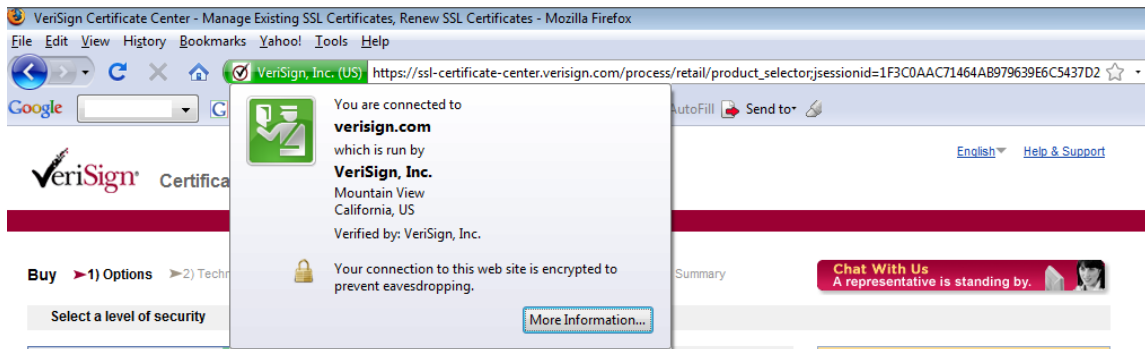 VeriSign Certificate Center - Manage Existing SSL Certificates, Renew SSL Certificates - Mozilla Firefox
File Edit View History Bookmarks Yahoo! Tools Help
VeriSign, Inc. (US) https://ssl-certificate-center.verisign.com/process/retail/product_selector;jsessionid=1F3C0AAC71464AB979639E6C5437D2
Google G AutoFill Send to
You are connected to
verisign.com
which is run by
VeriSign, Inc.
Mountain View
California, US
Verified by: VeriSign, Inc.
Your connection to this web site is encrypted to
prevent eavesdropping.
More Information...
VeriSign Certifica
English Help & Support
Buy 1) Options 2) Techn
Summary
Chat With Us
A representative is standing by.
Select a level of security